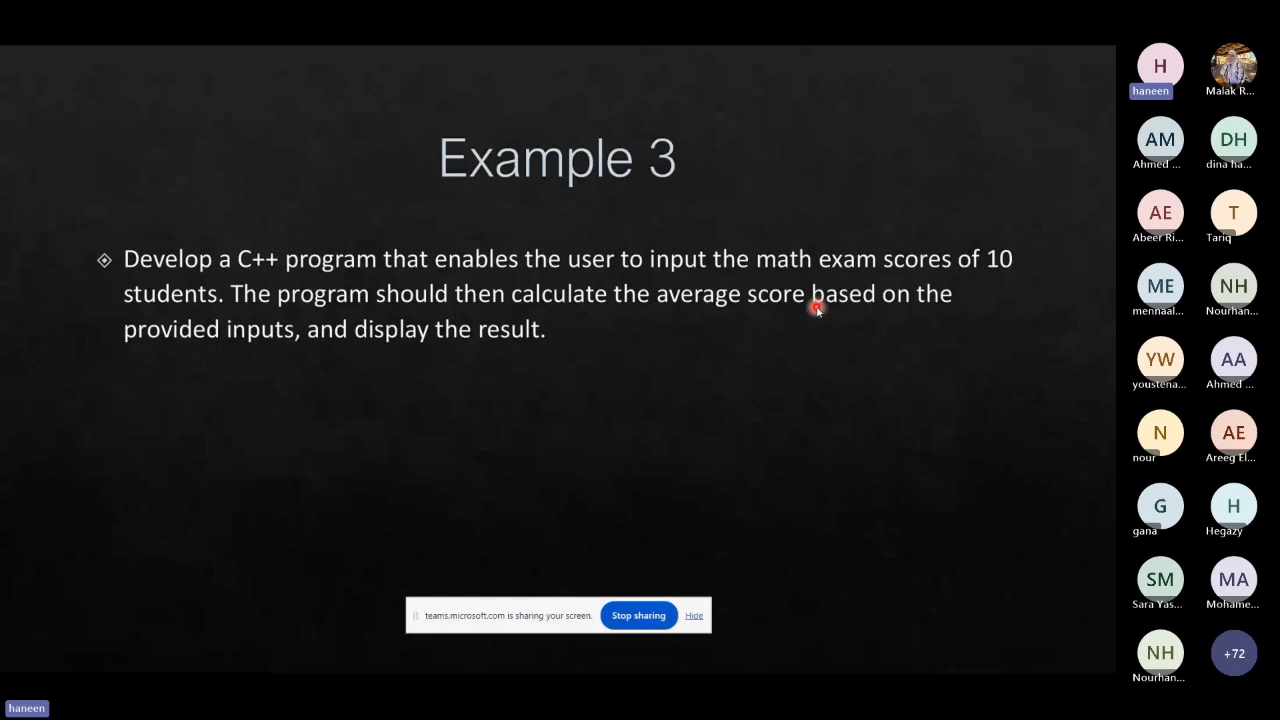 Example 3
Develop a C++ program that enables the user to input the math exam scores of 10
students. The program should then calculate the average score based on the
provided inputs, and display the result.
teams.microsoft.com is sharing your screen.
Stop sharing
Hide
H
haneen
Malak R...
AM
Ahmed ...
DH
dina ha...
AE
Abeer Ri...
T
Tariq
ME
mennaal...
NH
Nourhan...
YW
youstena...
AA
Ahmed ...
N
nour
AE
Areeg El...
G
gana
H
Hegazy
SM
Sara Yas...
MA
Mohame...
NH
Nourhan...
+72
haneen